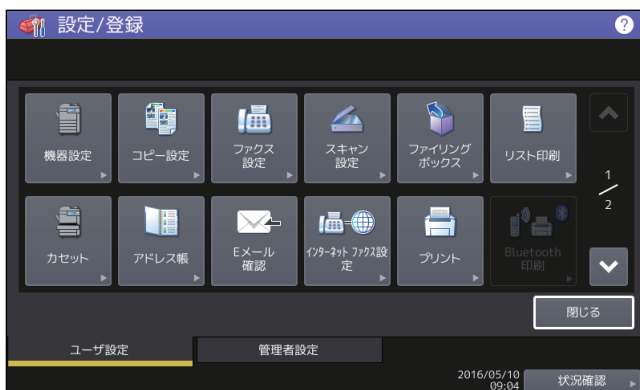 設定/登録
?
機器設定
コピー設定
ファクス
設定
スキャン
設定
ファイリング
ボックス
リスト印刷
1
/
2
カセット
アドレス帳
Eメール
確認
インターネット ファクス設
定
プリント
Bluetooth
印刷
閉じる
ユーザ設定
管理者設定
2016/05/10
09:04
状況確認